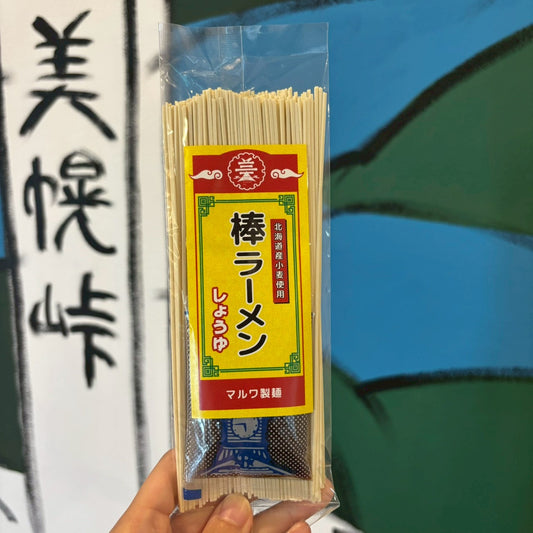 美幌峠
北海道産小麦使用
棒ラーメン
しょうゆ
マルワ製麺